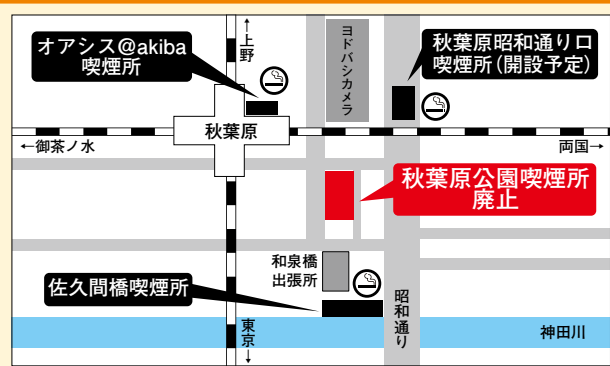 ↑
上野
ヨドバシカメラ
オアシス@akiba
喫煙所
秋葉原昭和通り口
喫煙所(開設予定)
秋葉原
←御茶ノ水
両国→
秋葉原公園喫煙所
廃止
和泉橋
出張所
佐久間橋喫煙所
昭和通り
神田川
東京
↓